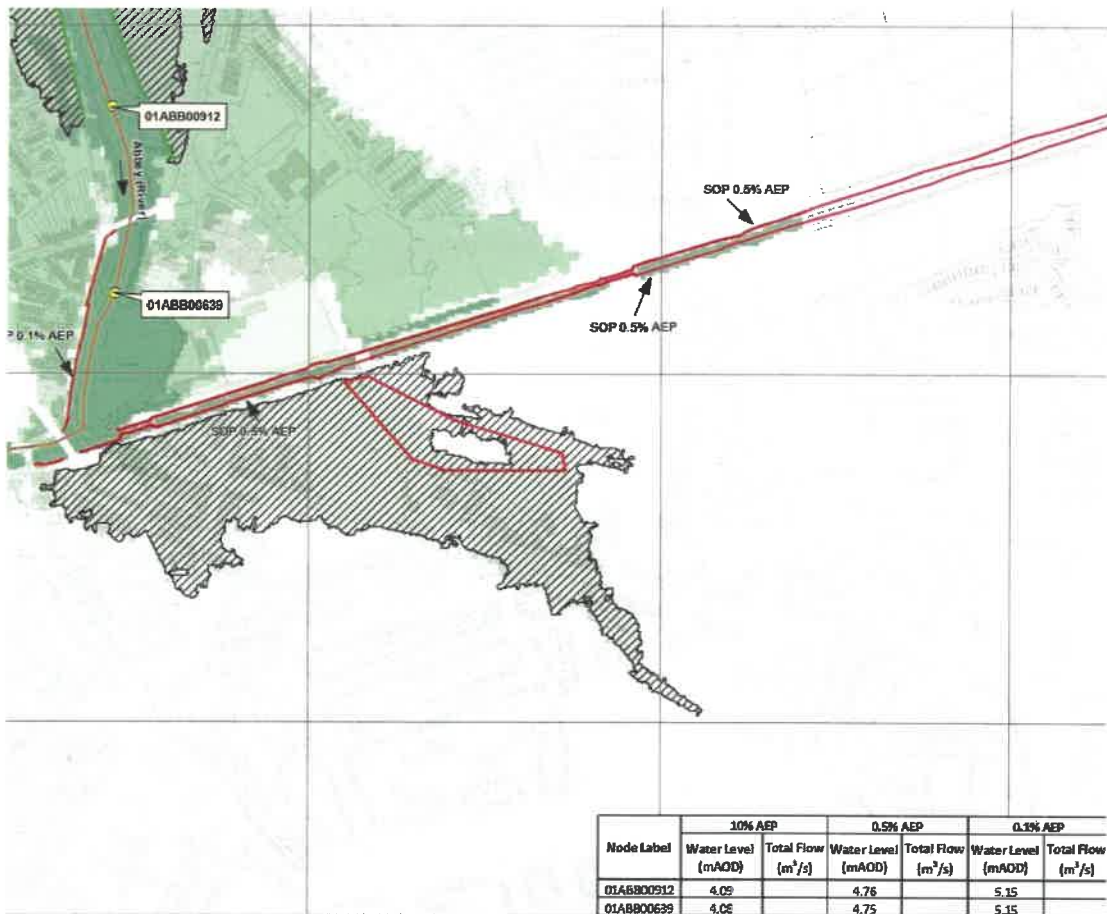 01ABB00912
Abbey (River)
01ABB00639
SOP 0.5% AEP
SOP 0.5% AEP
P 0.1% AEP
SOP 0.5% AEP
Node Label 10% AEP 0.5% AEP 0.1% AEP
Water Level (mAOD) Total Flow (m³/s) Water Level (mAOD) Total Flow (m³/s) Water Level (mAOD) Total Flow (m³/s)
01ABB00912 4.09 4.76 5.15
01ABB00639 4.08 4.75 5.15